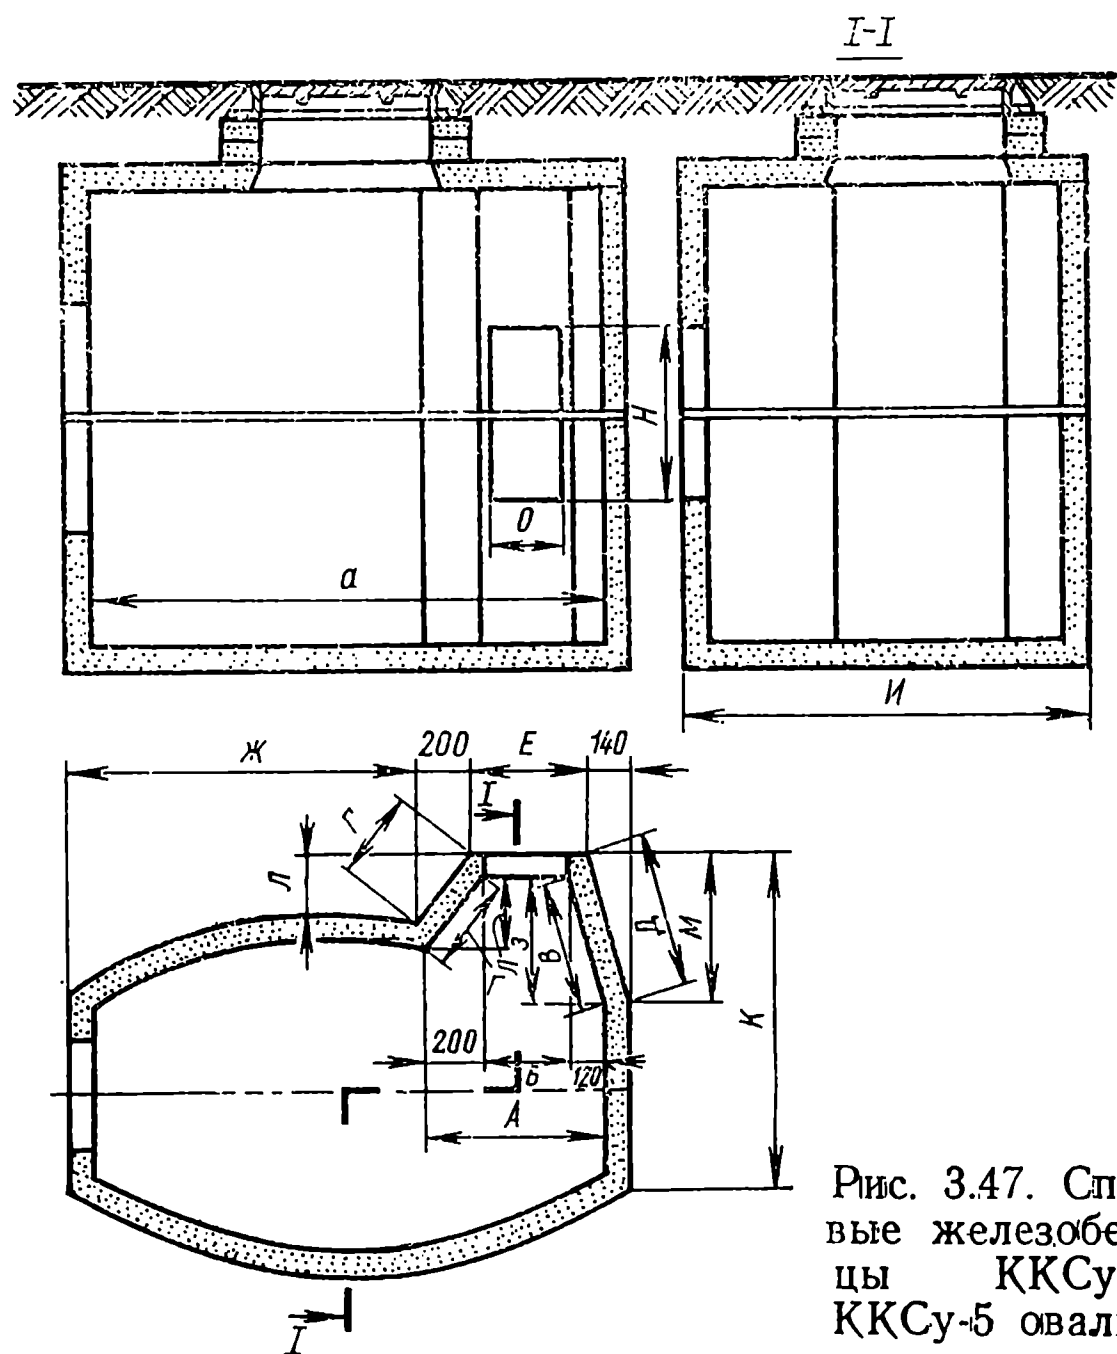 I-I
Н
О
а
И
Ж
200
Е
140
I
Г
Л
Г
Л
З
В
Д
М
К
200
Б
120
А
I
Рис. 3.47. Сп
вые железобе
цы ККСу
ККСу-5 овал